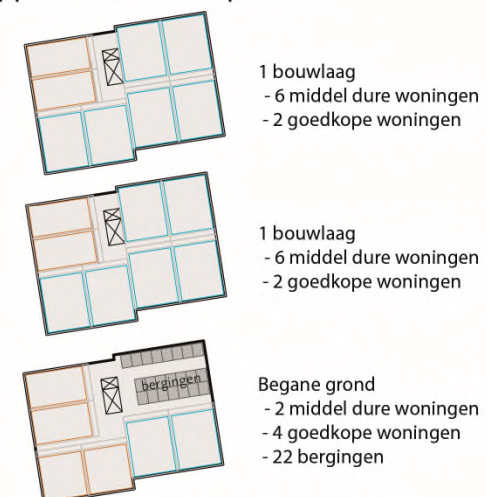 1 bouwlaag
- 6 middel dure woningen
- 2 goedkope woningen
1 bouwlaag
- 6 middel dure woningen
- 2 goedkope woningen
bergingen
Begane grond
- 2 middel dure woningen
- 4 goedkope woningen
- 22 bergingen